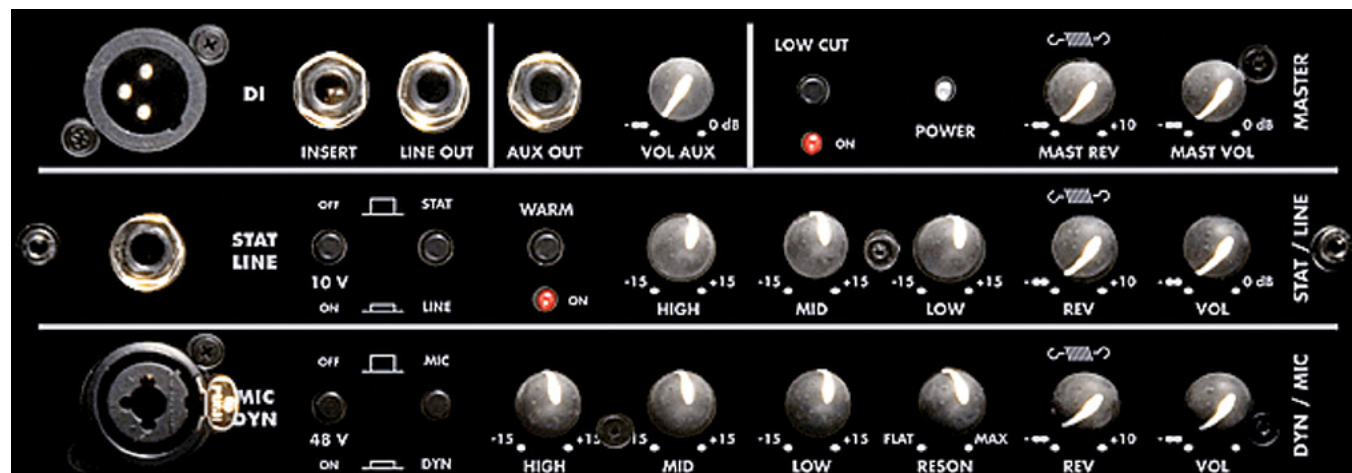 LOW CUT
DI
INSERT
LINE OUT
AUX OUT
-∞ 0 dB
VOL AUX
ON
POWER
-∞ +10
MAST REV
-∞ 0 dB
MAST VOL
MASTER
STAT
LINE
OFF STAT
10 V
ON LINE
WARM
ON
-15 +15
HIGH
-15 +15
MID
-15 +15
LOW
-∞ +10
REV
-∞ 0 dB
VOL
STAT / LINE
MIC
DYN
OFF MIC
48 V
ON DYN
-15 +15
HIGH
-15 +15
MID
-15 +15
LOW
FLAT MAX
RESON
-∞ +10
REV
-∞ +10
VOL
DYN / MIC